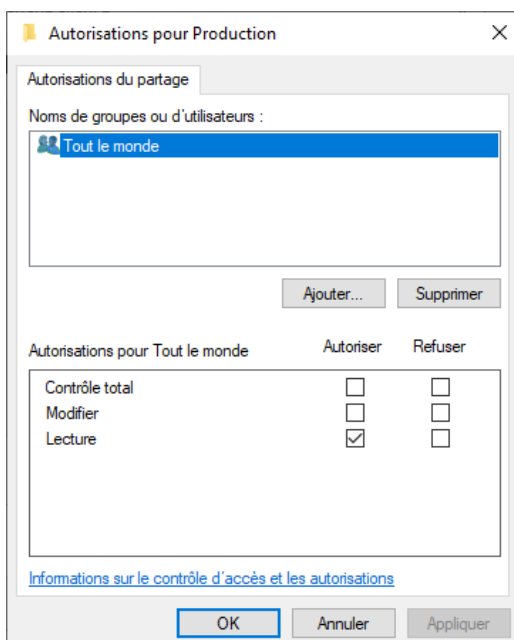 Autorisations pour Production
Autorisations du partage
Noms de groupes ou d'utilisateurs :
Tout le monde
Ajouter... Supprimer
Autorisations pour Tout le monde Autoriser Refuser
Contrôle total
Modifier
Lecture
Informations sur le contrôle d'accès et les autorisations
OK Annuler Appliquer